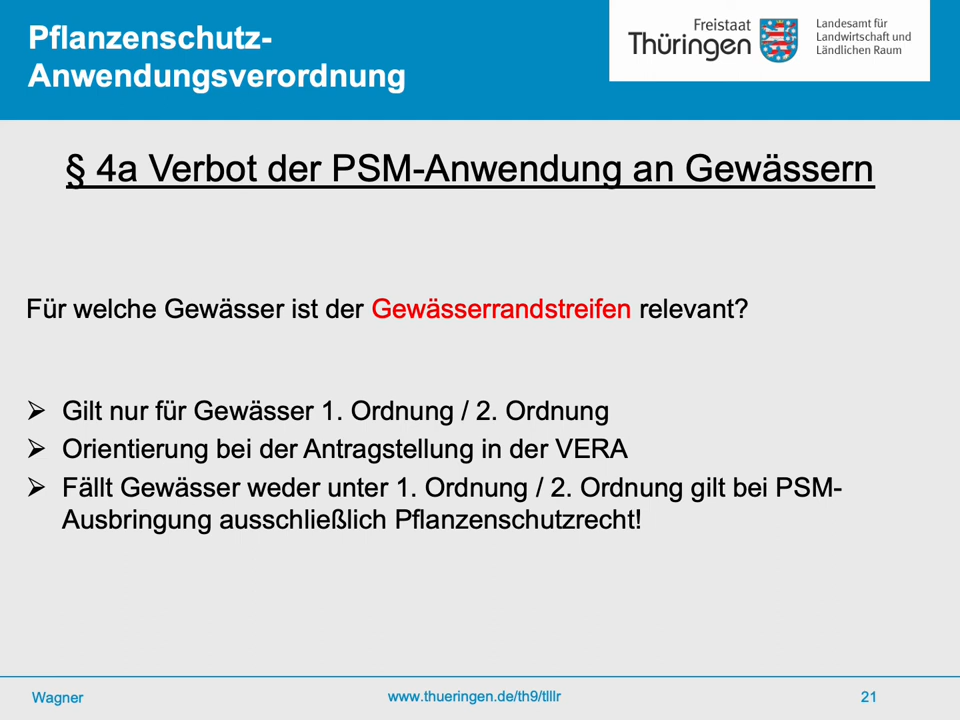 Pflanzenschutz-
Anwendungsverordnung
Freistaat
Thüringen
Landesamt für
Landwirtschaft und
Ländlichen Raum
§ 4a Verbot der PSM-Anwendung an Gewässern
Für welche Gewässer ist der Gewässerrandstreifen relevant?
➢ Gilt nur für Gewässer 1. Ordnung / 2. Ordnung
➢ Orientierung bei der Antragstellung in der VERA
➢ Fällt Gewässer weder unter 1. Ordnung / 2. Ordnung gilt bei PSM-
Ausbringung ausschließlich Pflanzenschutzrecht!
Wagner
www.thueringen.de/th9/tlllr
21